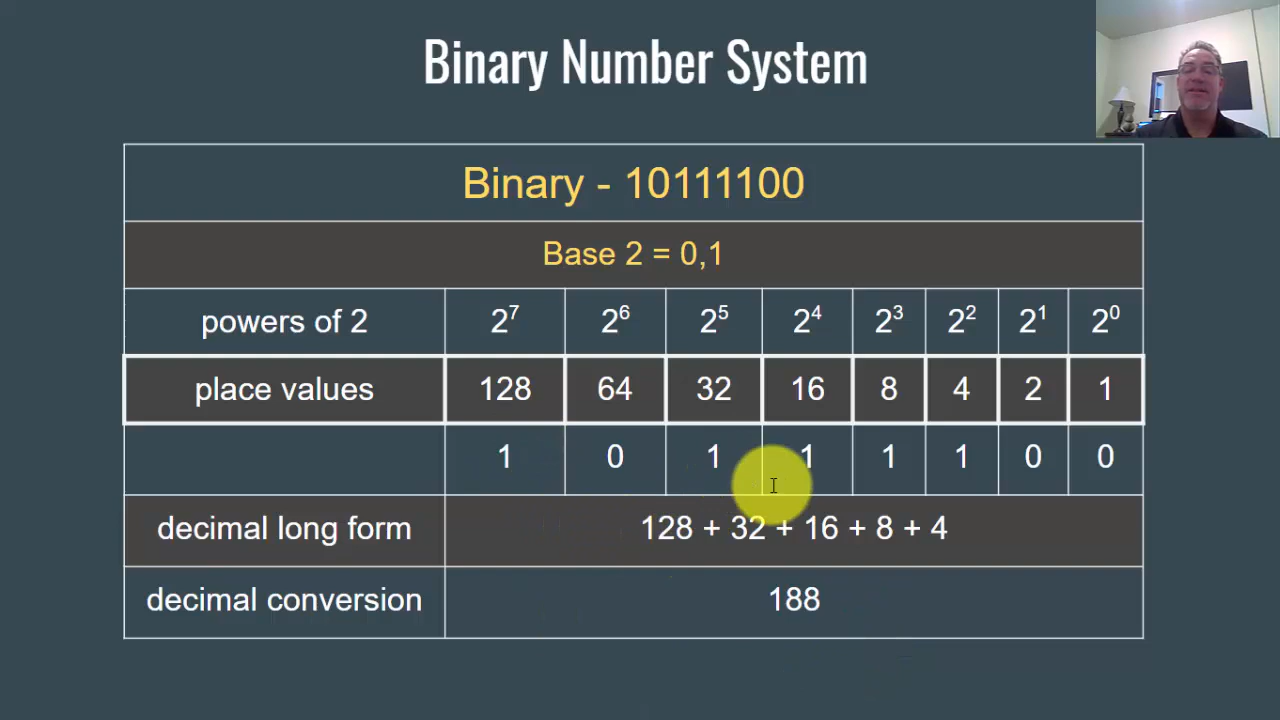 Binary Number System
Binary - 10111100
Base 2 = 0,1
powers of 2 2⁷ 2⁶ 2⁵ 2⁴ 2³ 2² 2¹ 2⁰
place values 128 64 32 16 8 4 2 1
1 0 1 1 1 1 0 0
decimal long form 128 + 32 + 16 + 8 + 4
decimal conversion 188